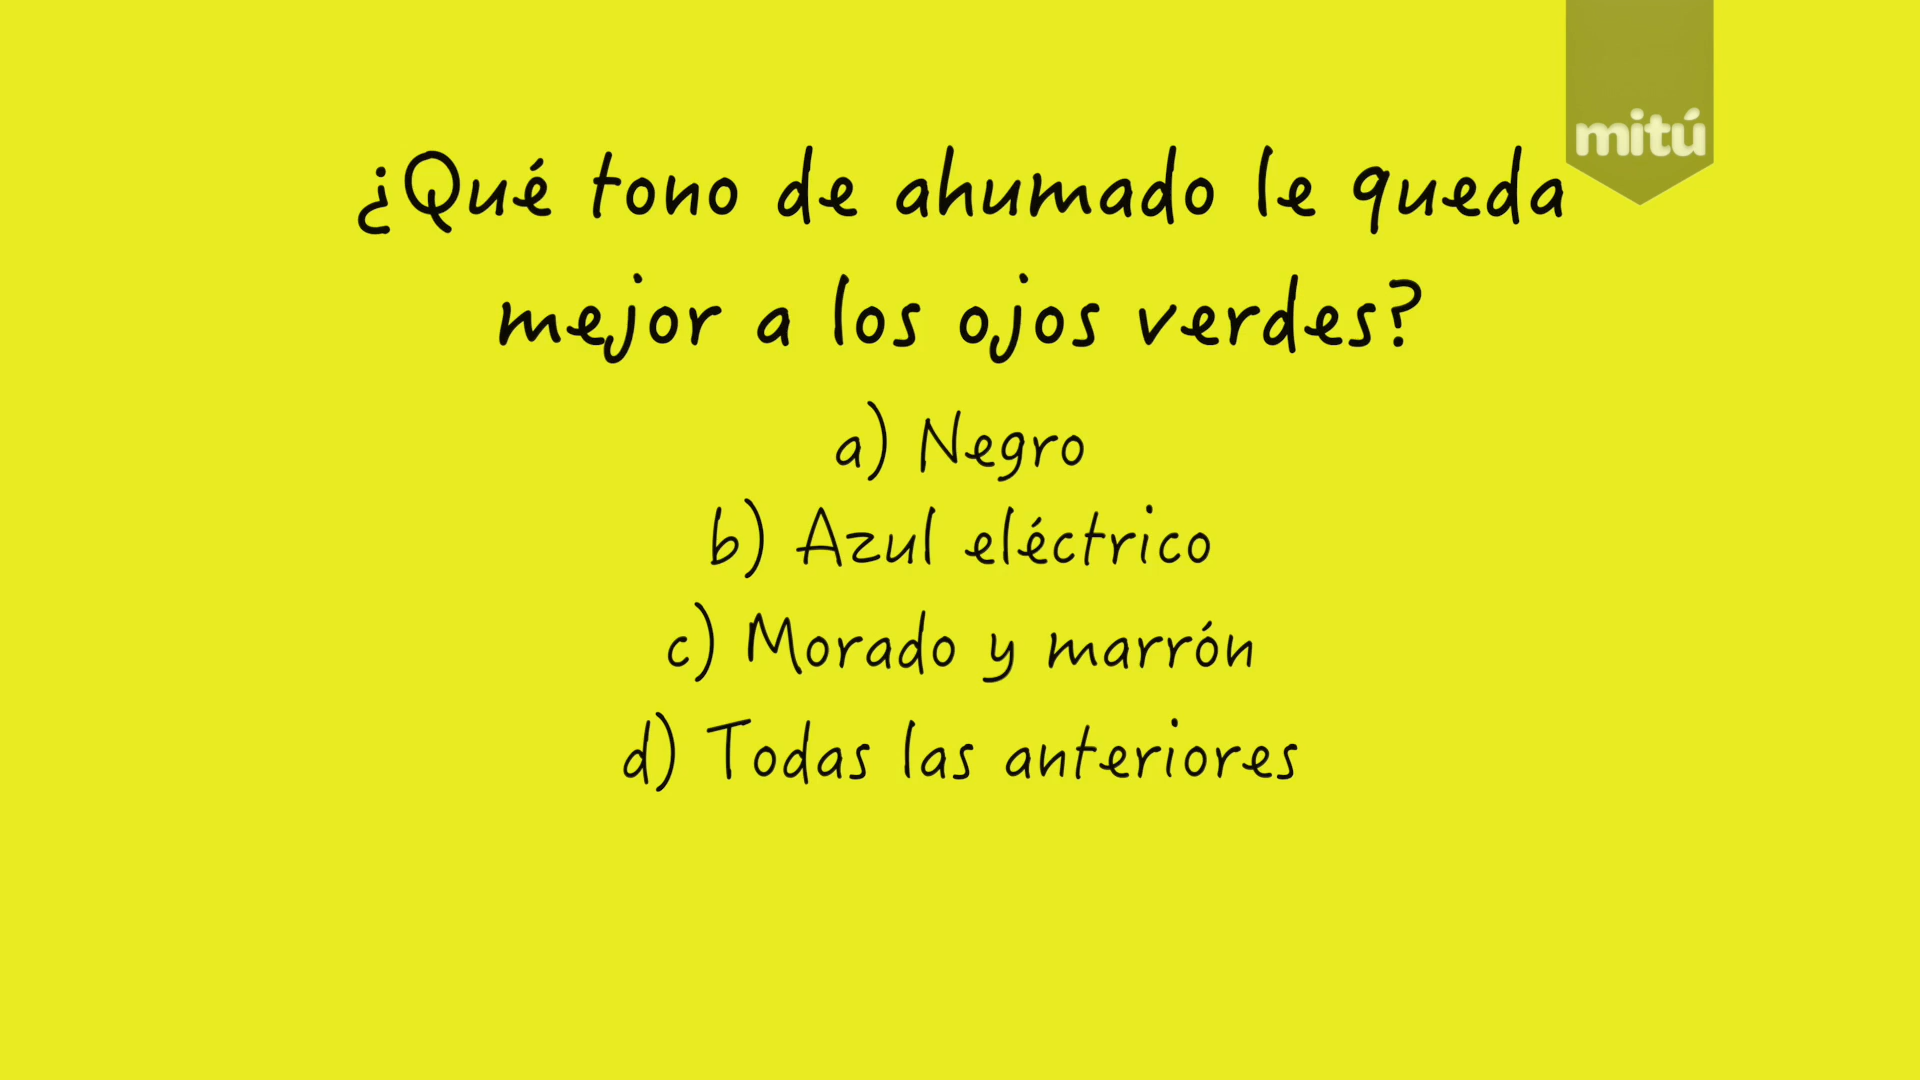 mitú
¿Qué tono de ahumado le queda
mejor a los ojos verdes?
a) Negro
b) Azul eléctrico
c) Morado y marrón
d) Todas las anteriores